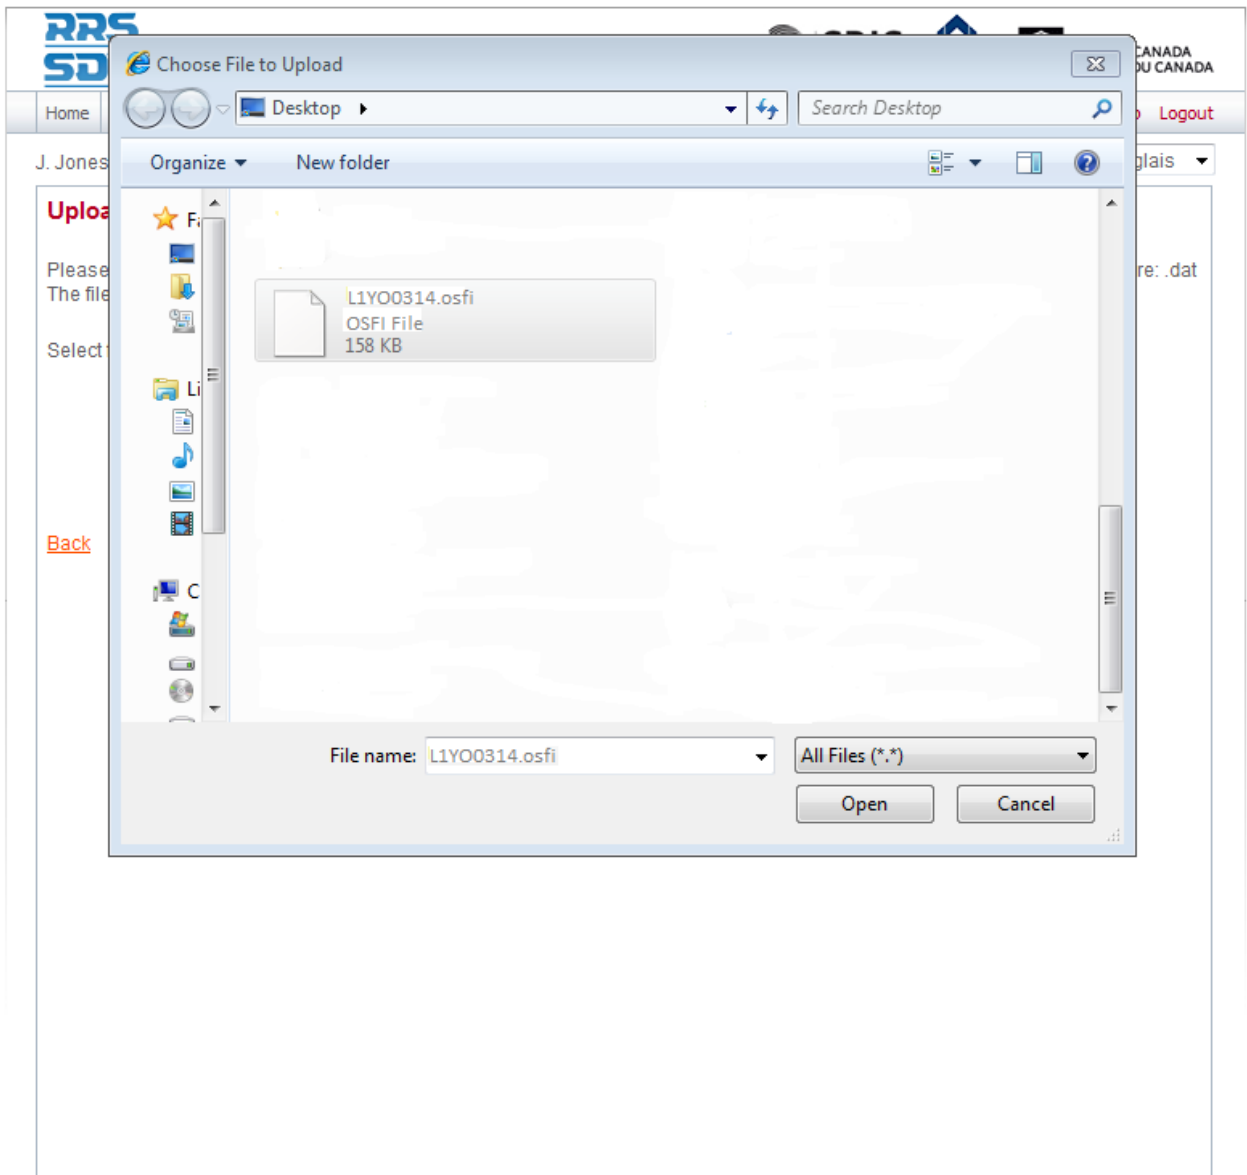 RRS
SD
CANADA
DU CANADA
Choose File to Upload
Desktop
Search Desktop
Home
Logout
J. Jones
Organize
New folder
glais
Uploa
Fa
Please
re: .dat
The file
L1YO0314.osfi
OSFI File
158 KB
Select
Li
Back
C
File name: L1YO0314.osfi
All Files (*.*)
Open
Cancel